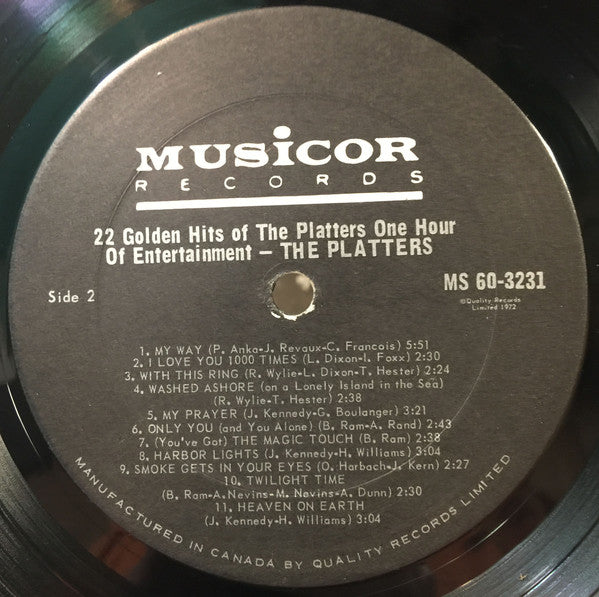 MUSICOR
RECORDS
22 Golden Hits of The Platters One Hour
Of Entertainment – THE PLATTERS
Side 2
MS 60-3231
©Quality Records
Limited 1972
1. MY WAY (P. Anka-J. Revaux-C. Francois) 5:51
2. I LOVE YOU 1000 TIMES (L. Dixon-I. Foxx) 2:30
3. WITH THIS RING (R. Wylie-L. Dixon-T. Hester) 2:24
4. WASHED ASHORE (on a Lonely Island in the Sea)
(R. Wylie-T. Hester) 2:38
5. MY PRAYER (J. Kennedy-G. Boulanger) 3:21
6. ONLY YOU (and You Alone) (B. Ram-A. Rand) 2:43
7. (You've Got) THE MAGIC TOUCH (B. Ram) 2:38
8. HARBOR LIGHTS (J. Kennedy-H. Williams) 3:04
9. SMOKE GETS IN YOUR EYES (O. Harbach-J. Kern) 2:27
10. TWILIGHT TIME
(B. Ram-A. Nevins-M. Nevins-A. Dunn) 2:30
11. HEAVEN ON EARTH
(J. Kennedy-H. Williams) 3:04
MANUFACTURED IN CANADA BY QUALITY RECORDS LIMITED